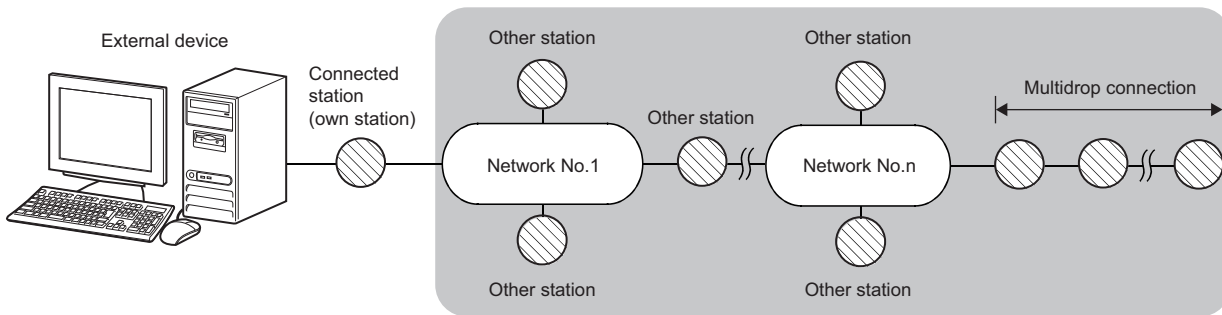 External device
Connected
station
(own station)
Other station
Network No.1
Other station
Other station
Other station
Network No.n
Other station
Multidrop connection